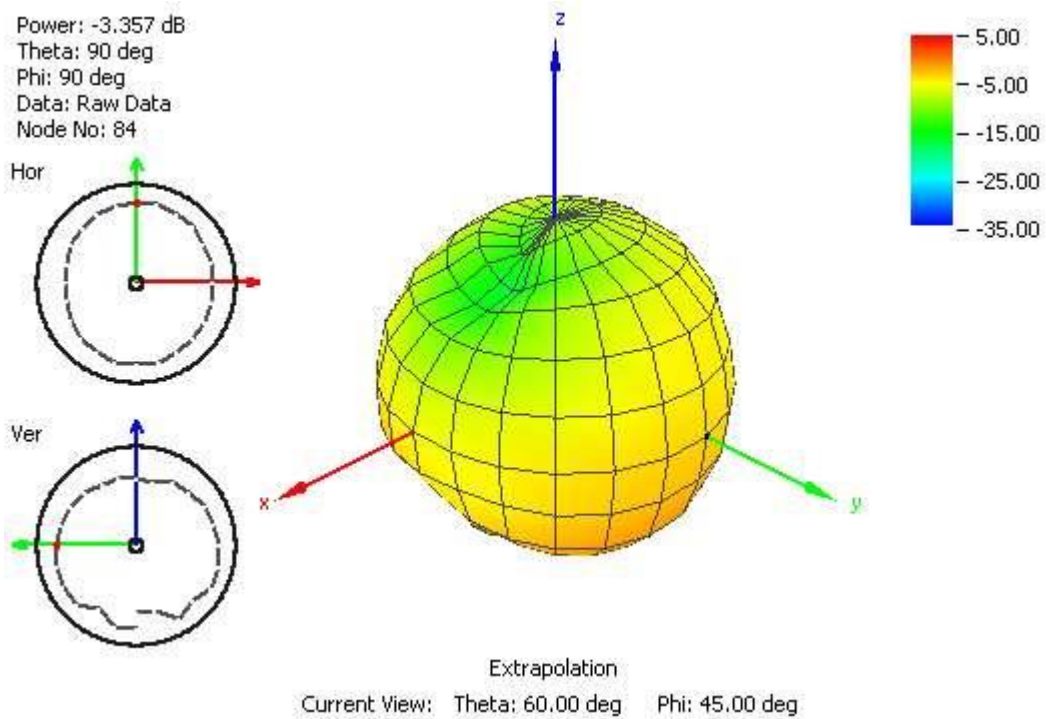 Power: -3.357 dB
Theta: 90 deg
Phi: 90 deg
Data: Raw Data
Node No: 84
Hor
Ver
z
x
y
5.00
-5.00
-15.00
-25.00
-35.00
Extrapolation
Current View: Theta: 60.00 deg Phi: 45.00 deg